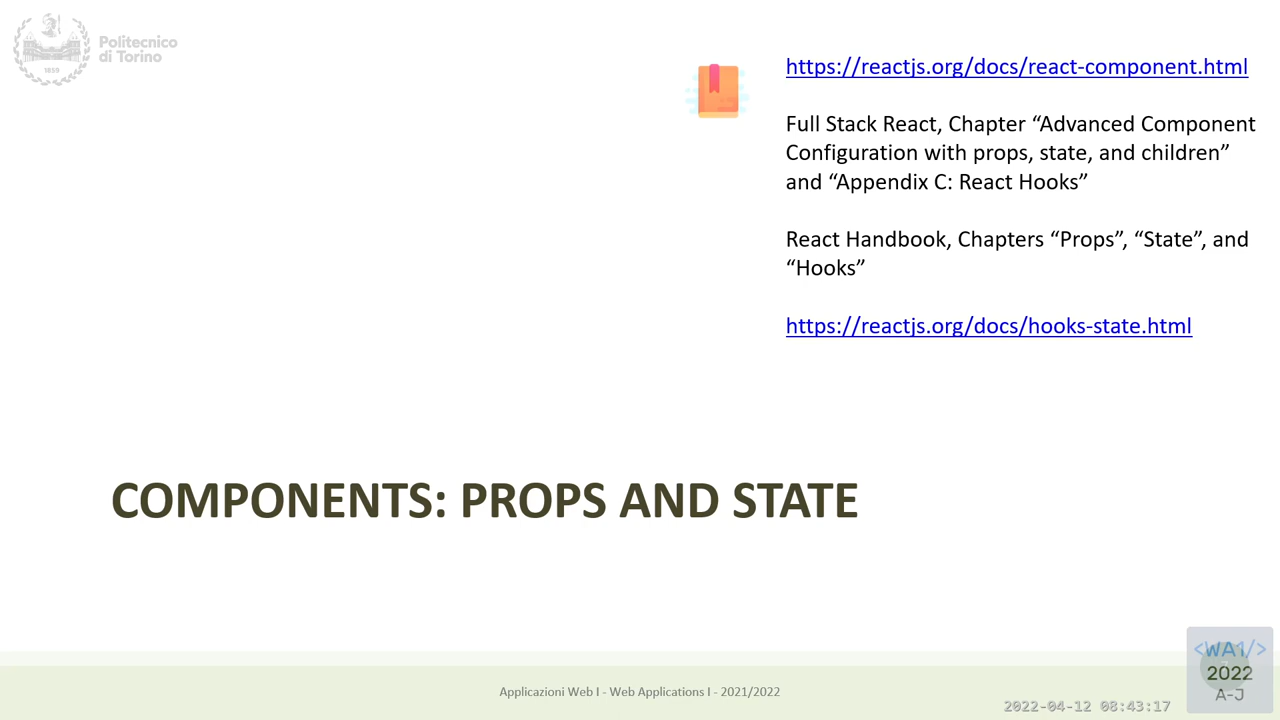 Politecnico
di Torino
1859
https://reactjs.org/docs/react-component.html
Full Stack React, Chapter “Advanced Component
Configuration with props, state, and children”
and “Appendix C: React Hooks”
React Handbook, Chapters “Props”, “State”, and
“Hooks”
https://reactjs.org/docs/hooks-state.html
COMPONENTS: PROPS AND STATE
Applicazioni Web I - Web Applications I - 2021/2022
2022-04-12 08:43:17
<WA1/>
2022
A-J